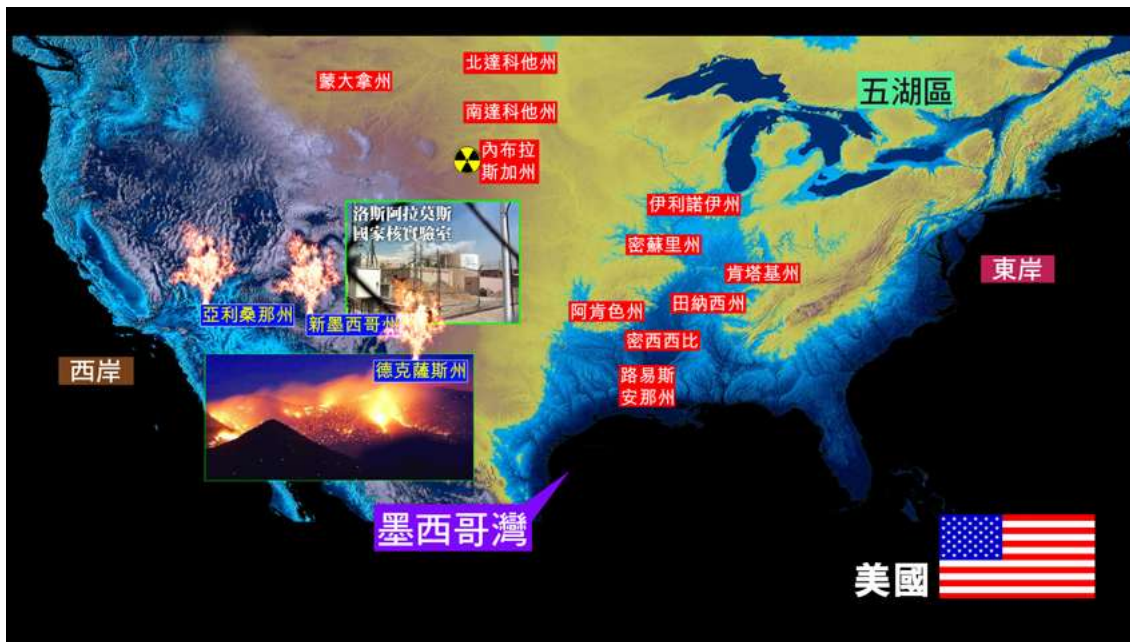 北達科他州
蒙大拿州
五湖區
南達科他州
內布拉
斯加州
伊利諾伊州
洛斯阿拉莫斯
國家核實驗室
密蘇里州
肯塔基州
東岸
田納西州
阿肯色州
亞利桑那州
新墨西哥州
密西西比
西岸
德克薩斯州
路易斯
安那州
墨西哥灣
美國